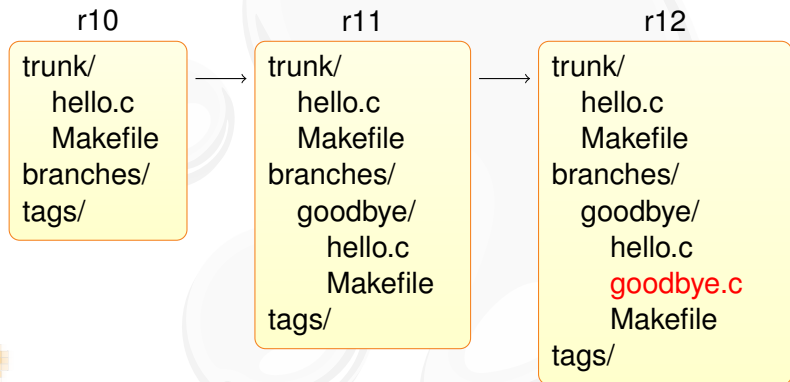 r10
trunk/
hello.c
Makefile
branches/
tags/
r11
trunk/
hello.c
Makefile
branches/
goodbye/
hello.c
Makefile
tags/
r12
trunk/
hello.c
Makefile
branches/
goodbye/
hello.c
goodbye.c
Makefile
tags/